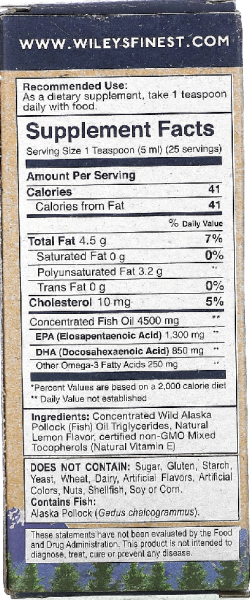 WWW.WILEYSFINEST.COM
Recommended Use:
As a dietary supplement, take 1 teaspoon
daily with food.
Supplement Facts
Serving Size 1 Teaspoon (5 ml) (25 servings)
Amount Per Serving
Calories 41
Calories from Fat 41
% Daily Value
Total Fat 4.5 g 7%
Saturated Fat 0 g 0%
Polyunsaturated Fat 3.2 g **
Trans Fat 0 g 0%
Cholesterol 10 mg 5%
Concentrated Fish Oil 4500 mg **
EPA (Eiosapentaenoic Acid) 1,300 mg **
DHA (Docosahexaenoic Acid) 850 mg **
Other Omega-3 Fatty Acids 250 mg **
*Percent Values are based on a 2,000 calorie diet
** Daily Value not established
Ingredients: Concentrated Wild Alaska
Pollock (Fish) Oil Triglycerides, Natural
Lemon Flavor, certified non-GMO Mixed
Tocopherols (Natural Vitamin E)
DOES NOT CONTAIN: Sugar, Gluten, Starch,
Yeast, Wheat, Dairy, Artificial Flavors, Artificial
Colors, Nuts, Shellfish, Soy or Corn.
Contains Fish:
Alaska Pollock (Gadus chalcogrammus).
These statements have not been evaluated by the Food
and Drug Administration. This product is not intended to
diagnose, treat, cure or prevent any disease.